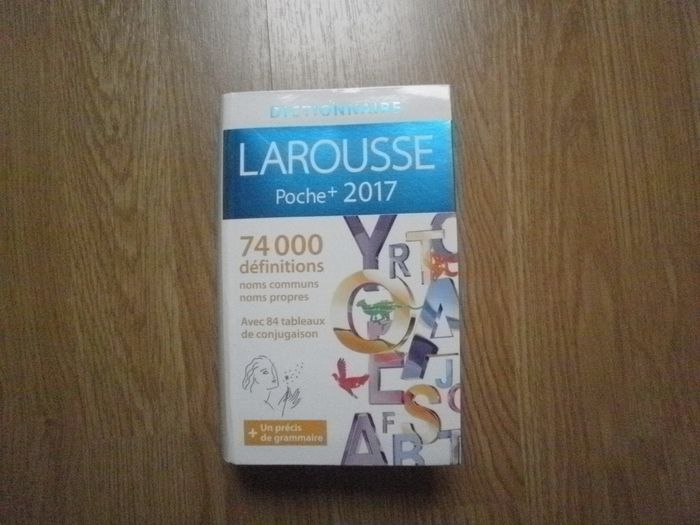 DICTIONNAIRE
LAROUSSE
Poche+ 2017
74 000
définitions
noms communs
noms propres
Avec 84 tableaux
de conjugaison
+ Un précis
de grammaire